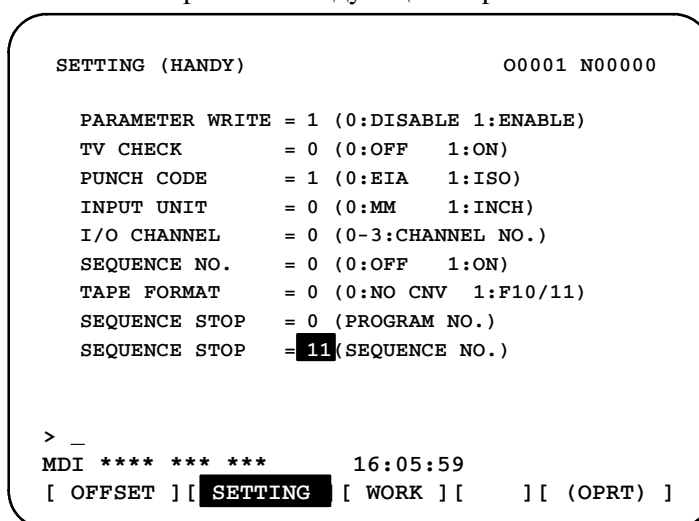 SETTING (HANDY) O0001 N00000
PARAMETER WRITE = 1 (0:DISABLE 1:ENABLE)
TV CHECK = 0 (0:OFF 1:ON)
PUNCH CODE = 1 (0:EIA 1:ISO)
INPUT UNIT = 0 (0:MM 1:INCH)
I/O CHANNEL = 0 (0-3:CHANNEL NO.)
SEQUENCE NO. = 0 (0:OFF 1:ON)
TAPE FORMAT = 0 (0:NO CNV 1:F10/11)
SEQUENCE STOP = 0 (PROGRAM NO.)
SEQUENCE STOP = 11(SEQUENCE NO.)
> _
MDI **** *** *** 16:05:59
[ OFFSET ][ SETTING ][ WORK ][ ][ (OPRT) ]